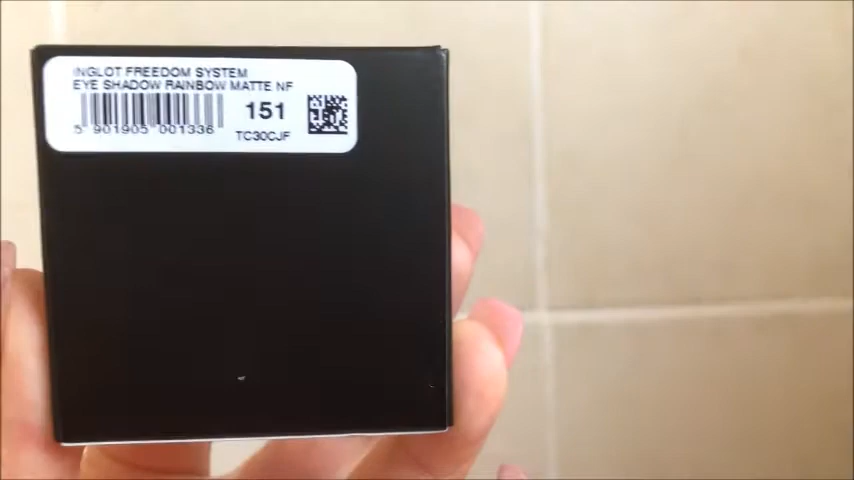 INGLOT FREEDOM SYSTEM
EYE SHADOW RAINBOW MATTE NF
151
5 901905 001336
TC30CJF